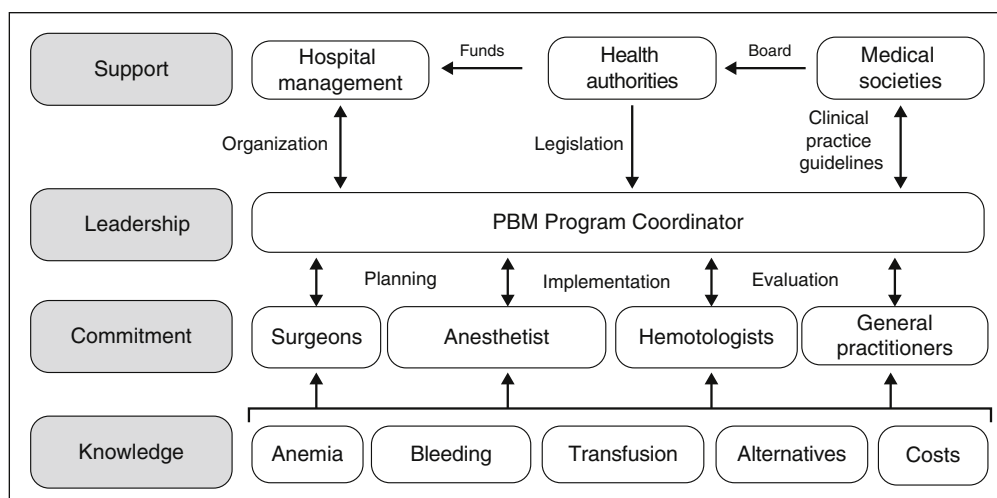 Support
Hospital
management
Funds
Health
authorities
Board
Medical
societies
Organization
Legislation
Clinical
practice
guidelines
Leadership
PBM Program Coordinator
Planning
Implementation
Evaluation
Commitment
Surgeons
Anesthetist
Hemotologists
General
practitioners
Knowledge
Anemia
Bleeding
Transfusion
Alternatives
Costs